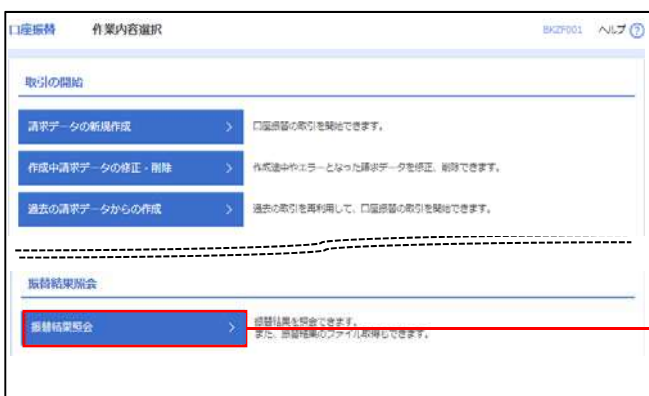 口座振替 作業内容選択 BKZF001 ヘルプ ?
取引の開始
請求データの新規作成 口座振替の取引を開始できます。
作成中請求データの修正・削除 作成途中やエラーとなった請求データを修正、削除できます。
過去の請求データからの作成 過去の取引を再利用して、口座振替の取引を開始できます。
振替結果照会
振替結果照会 振替結果を照会できます。
また、振替結果のファイル取得もできます。